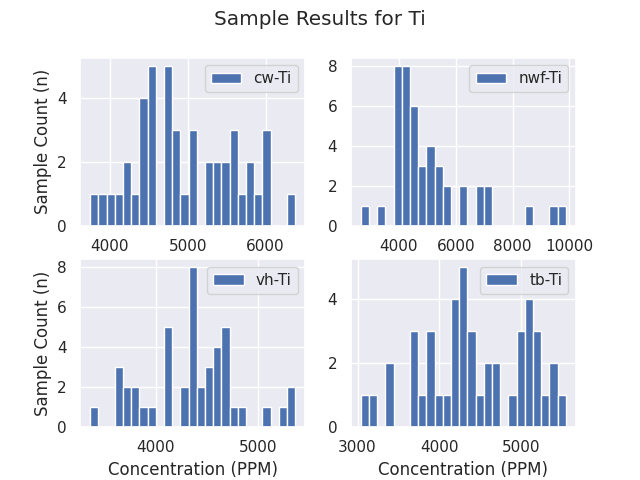 Sample Results for Ti
Sample Count (n)
4
2
0
cw-Ti
4000 5000 6000
8
6
4
2
0
nwf-Ti
4000 6000 8000 10000
Sample Count (n)
8
6
4
2
0
vh-Ti
4000 5000
Concentration (PPM)
4
2
0
tb-Ti
3000 4000 5000
Concentration (PPM)